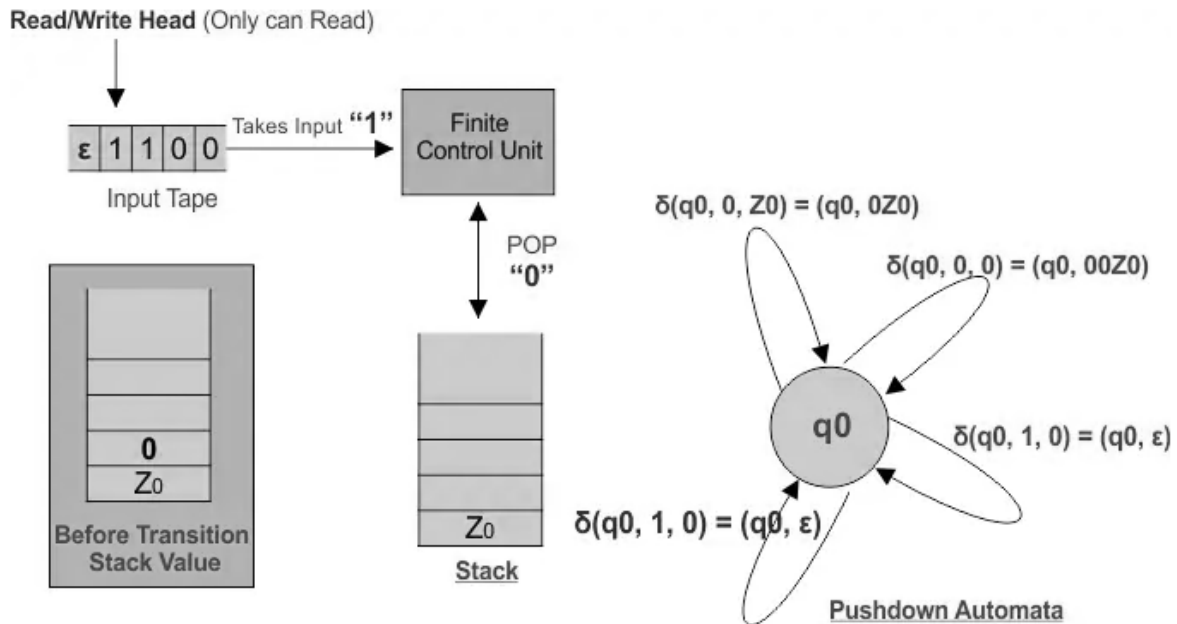 Read/Write Head (Only can Read)
Takes Input “1”
ε 1 1 0 0
Input Tape
Finite
Control Unit
POP
“0”
0
Z0
Before Transition
Stack Value
Z0
Stack
δ(q0, 0, Z0) = (q0, 0Z0)
δ(q0, 0, 0) = (q0, 00Z0)
q0
δ(q0, 1, 0) = (q0, ε)
δ(q0, 1, 0) = (q0, ε)
Pushdown Automata